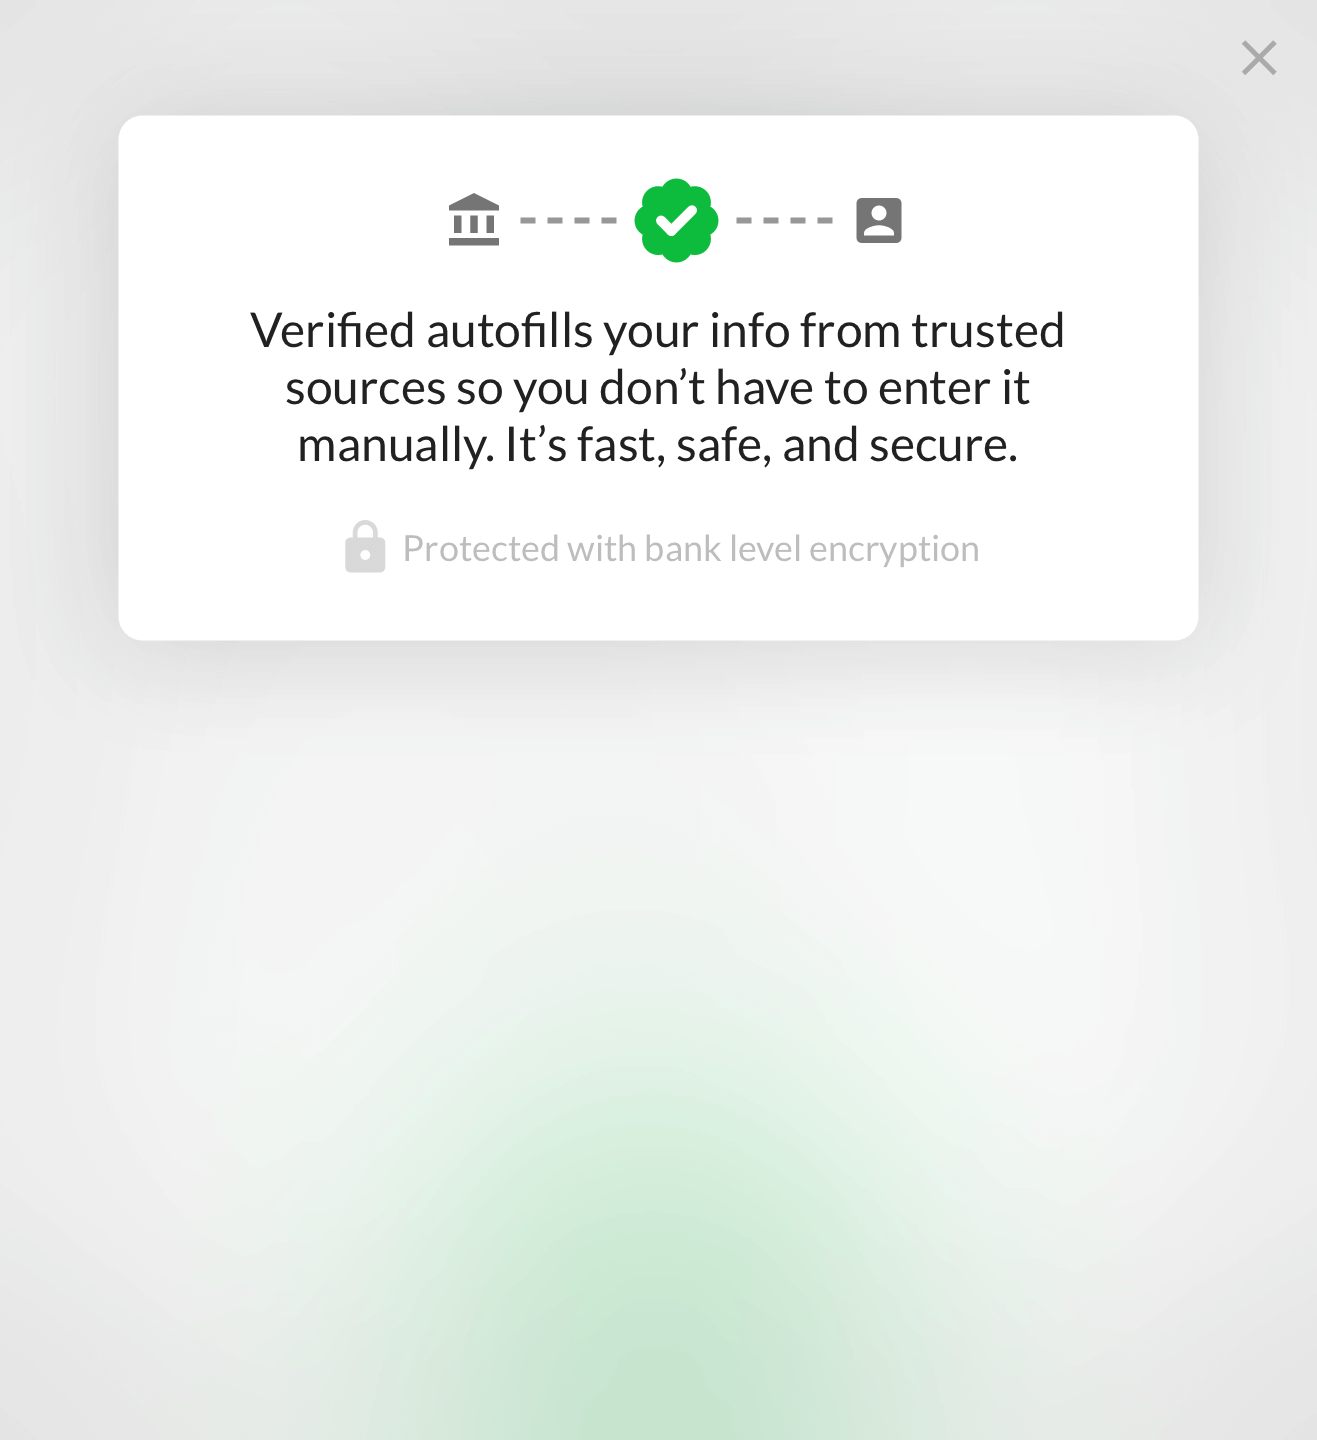 Verified autofills your info from trusted
sources so you don’t have to enter it
manually. It’s fast, safe, and secure.
Protected with bank level encryption